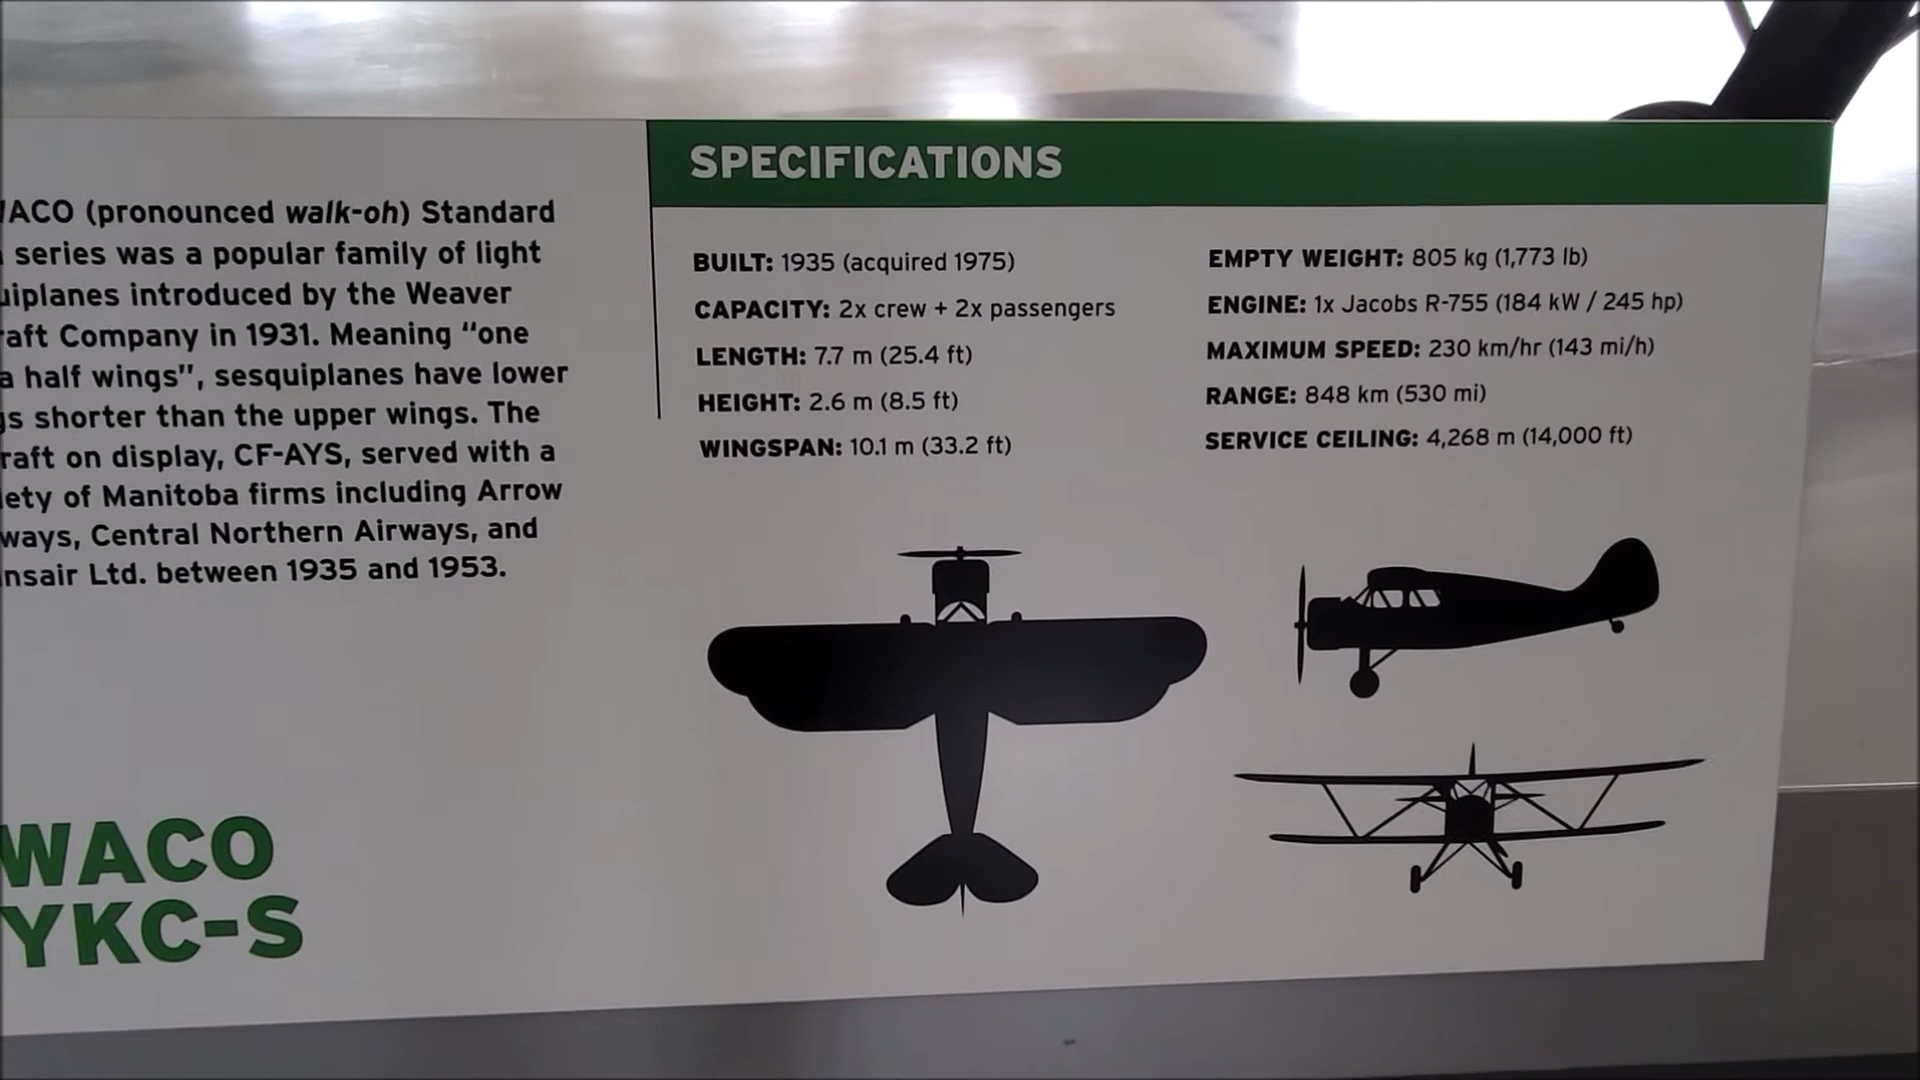 WACO (pronounced walk-oh) Standard
series was a popular family of light
introduced by the Weaver
Company in 1931. Meaning “one
a half wings”, sesquiplanes have lower
shorter than the upper wings. The
on display, CF-AYS, served with a
of Manitoba firms including Arrow
Central Northern Airways, and
Ltd. between 1935 and 1953.
WACO
YKC-S
SPECIFICATIONS
BUILT: 1935 (acquired 1975)
CAPACITY: 2x crew + 2x passengers
LENGTH: 7.7 m (25.4 ft)
HEIGHT: 2.6 m (8.5 ft)
WINGSPAN: 10.1 m (33.2 ft)
EMPTY WEIGHT: 805 kg (1,773 lb)
ENGINE: 1x Jacobs R-755 (184 kW / 245 hp)
MAXIMUM SPEED: 230 km/hr (143 mi/h)
RANGE: 848 km (530 mi)
SERVICE CEILING: 4,268 m (14,000 ft)